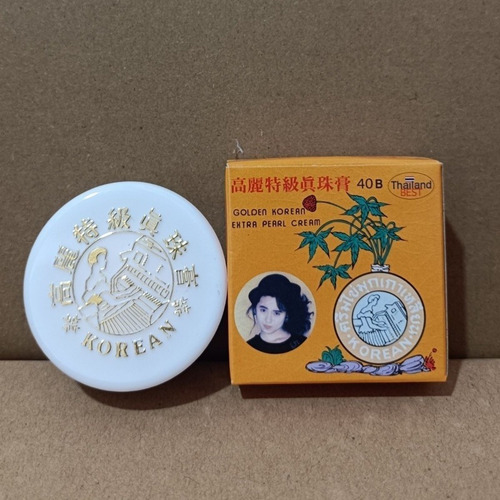 高麗特級眞珠膏
KOREAN
高麗特級眞珠膏 40B
Thailand
BEST
GOLDEN KOREAN
EXTRA PEARL CREAM
KOREAN